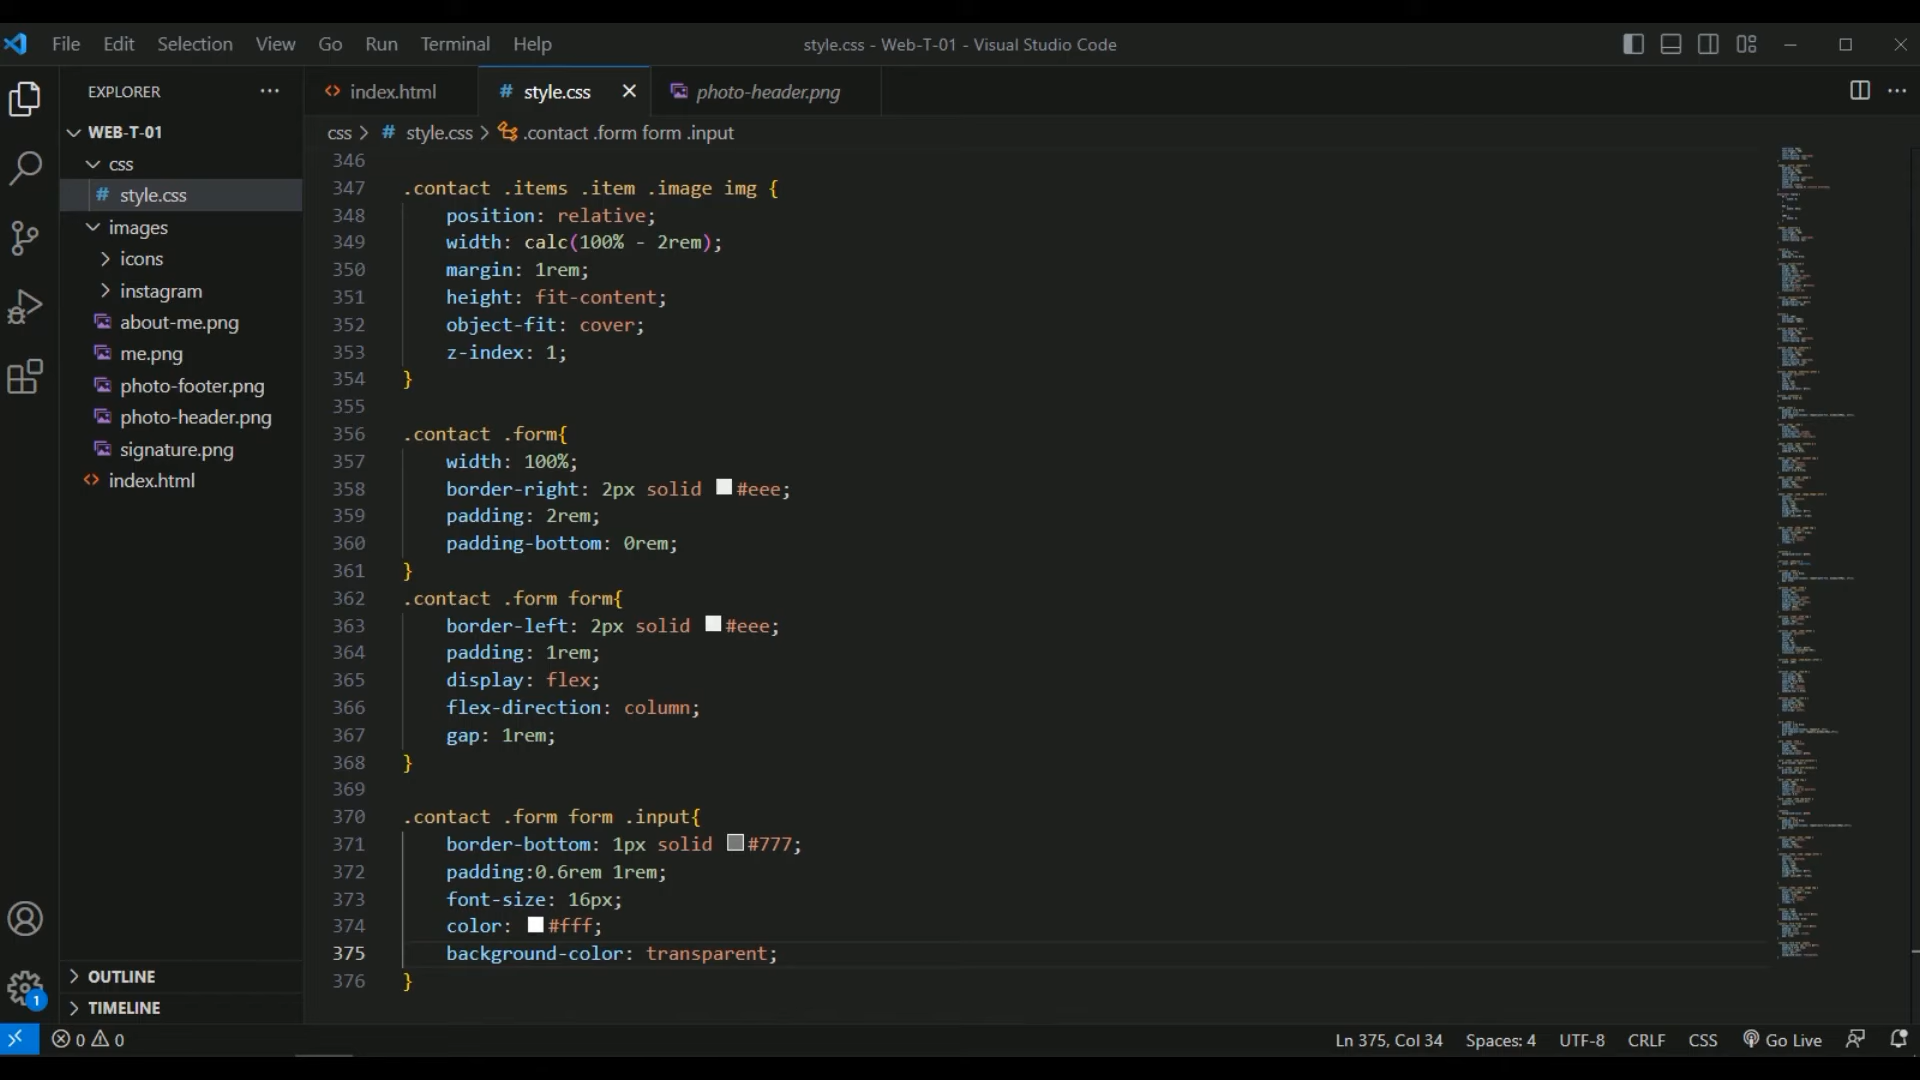 File Edit Selection View Go Run Terminal Help
style.css - Web-T-01 - Visual Studio Code
EXPLORER
WEB-T-01
css
# style.css
images
icons
instagram
about-me.png
me.png
photo-footer.png
photo-header.png
signature.png
index.html
OUTLINE
TIMELINE
index.html
# style.css
photo-header.png
css > # style.css > .contact .form form .input
346
347 .contact .items .item .image img {
348 position: relative;
349 width: calc(100% - 2rem);
350 margin: 1rem;
351 height: fit-content;
352 object-fit: cover;
353 z-index: 1;
354 }
355
356 .contact .form{
357 width: 100%;
358 border-right: 2px solid #eee;
359 padding: 2rem;
360 padding-bottom: 0rem;
361 }
362 .contact .form form{
363 border-left: 2px solid #eee;
364 padding: 1rem;
365 display: flex;
366 flex-direction: column;
367 gap: 1rem;
368 }
369
370 .contact .form form .input{
371 border-bottom: 1px solid #777;
372 padding:0.6rem 1rem;
373 font-size: 16px;
374 color: #fff;
375 background-color: transparent;
376 }
1
0 0
Ln 375, Col 34 Spaces: 4 UTF-8 CRLF CSS Go Live